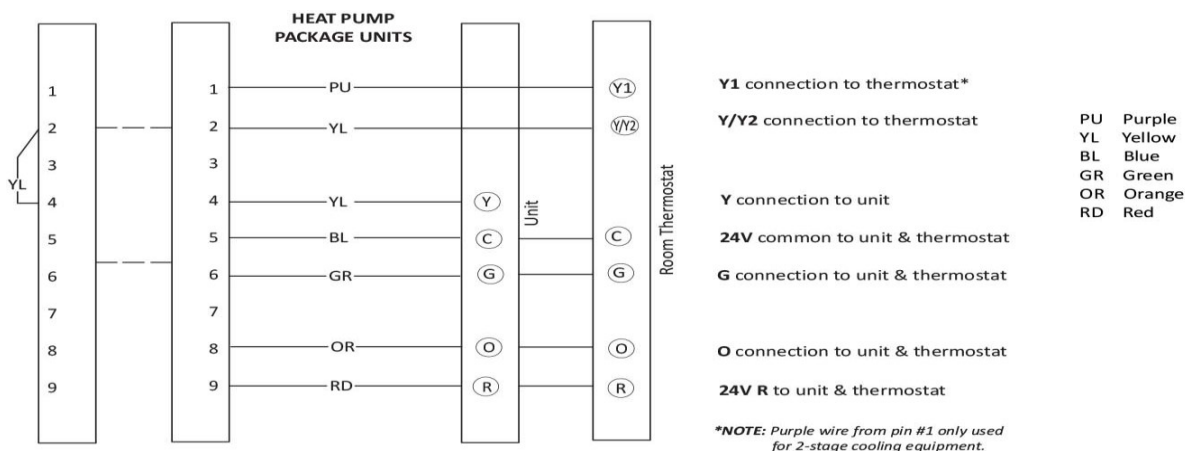 HEAT PUMP
PACKAGE UNITS
1
2
3
4
5
6
7
8
9
YL
1
2
3
4
5
6
7
8
9
PU
YL
YL
BL
GR
OR
RD
Y
C
G
O
R
Unit
Y1
Y/Y2
C
G
O
R
Room Thermostat
Y1 connection to thermostat*
Y/Y2 connection to thermostat
Y connection to unit
24V common to unit & thermostat
G connection to unit & thermostat
O connection to unit & thermostat
24V R to unit & thermostat
*NOTE: Purple wire from pin #1 only used
for 2-stage cooling equipment.
PU Purple
YL Yellow
BL Blue
GR Green
OR Orange
RD Red